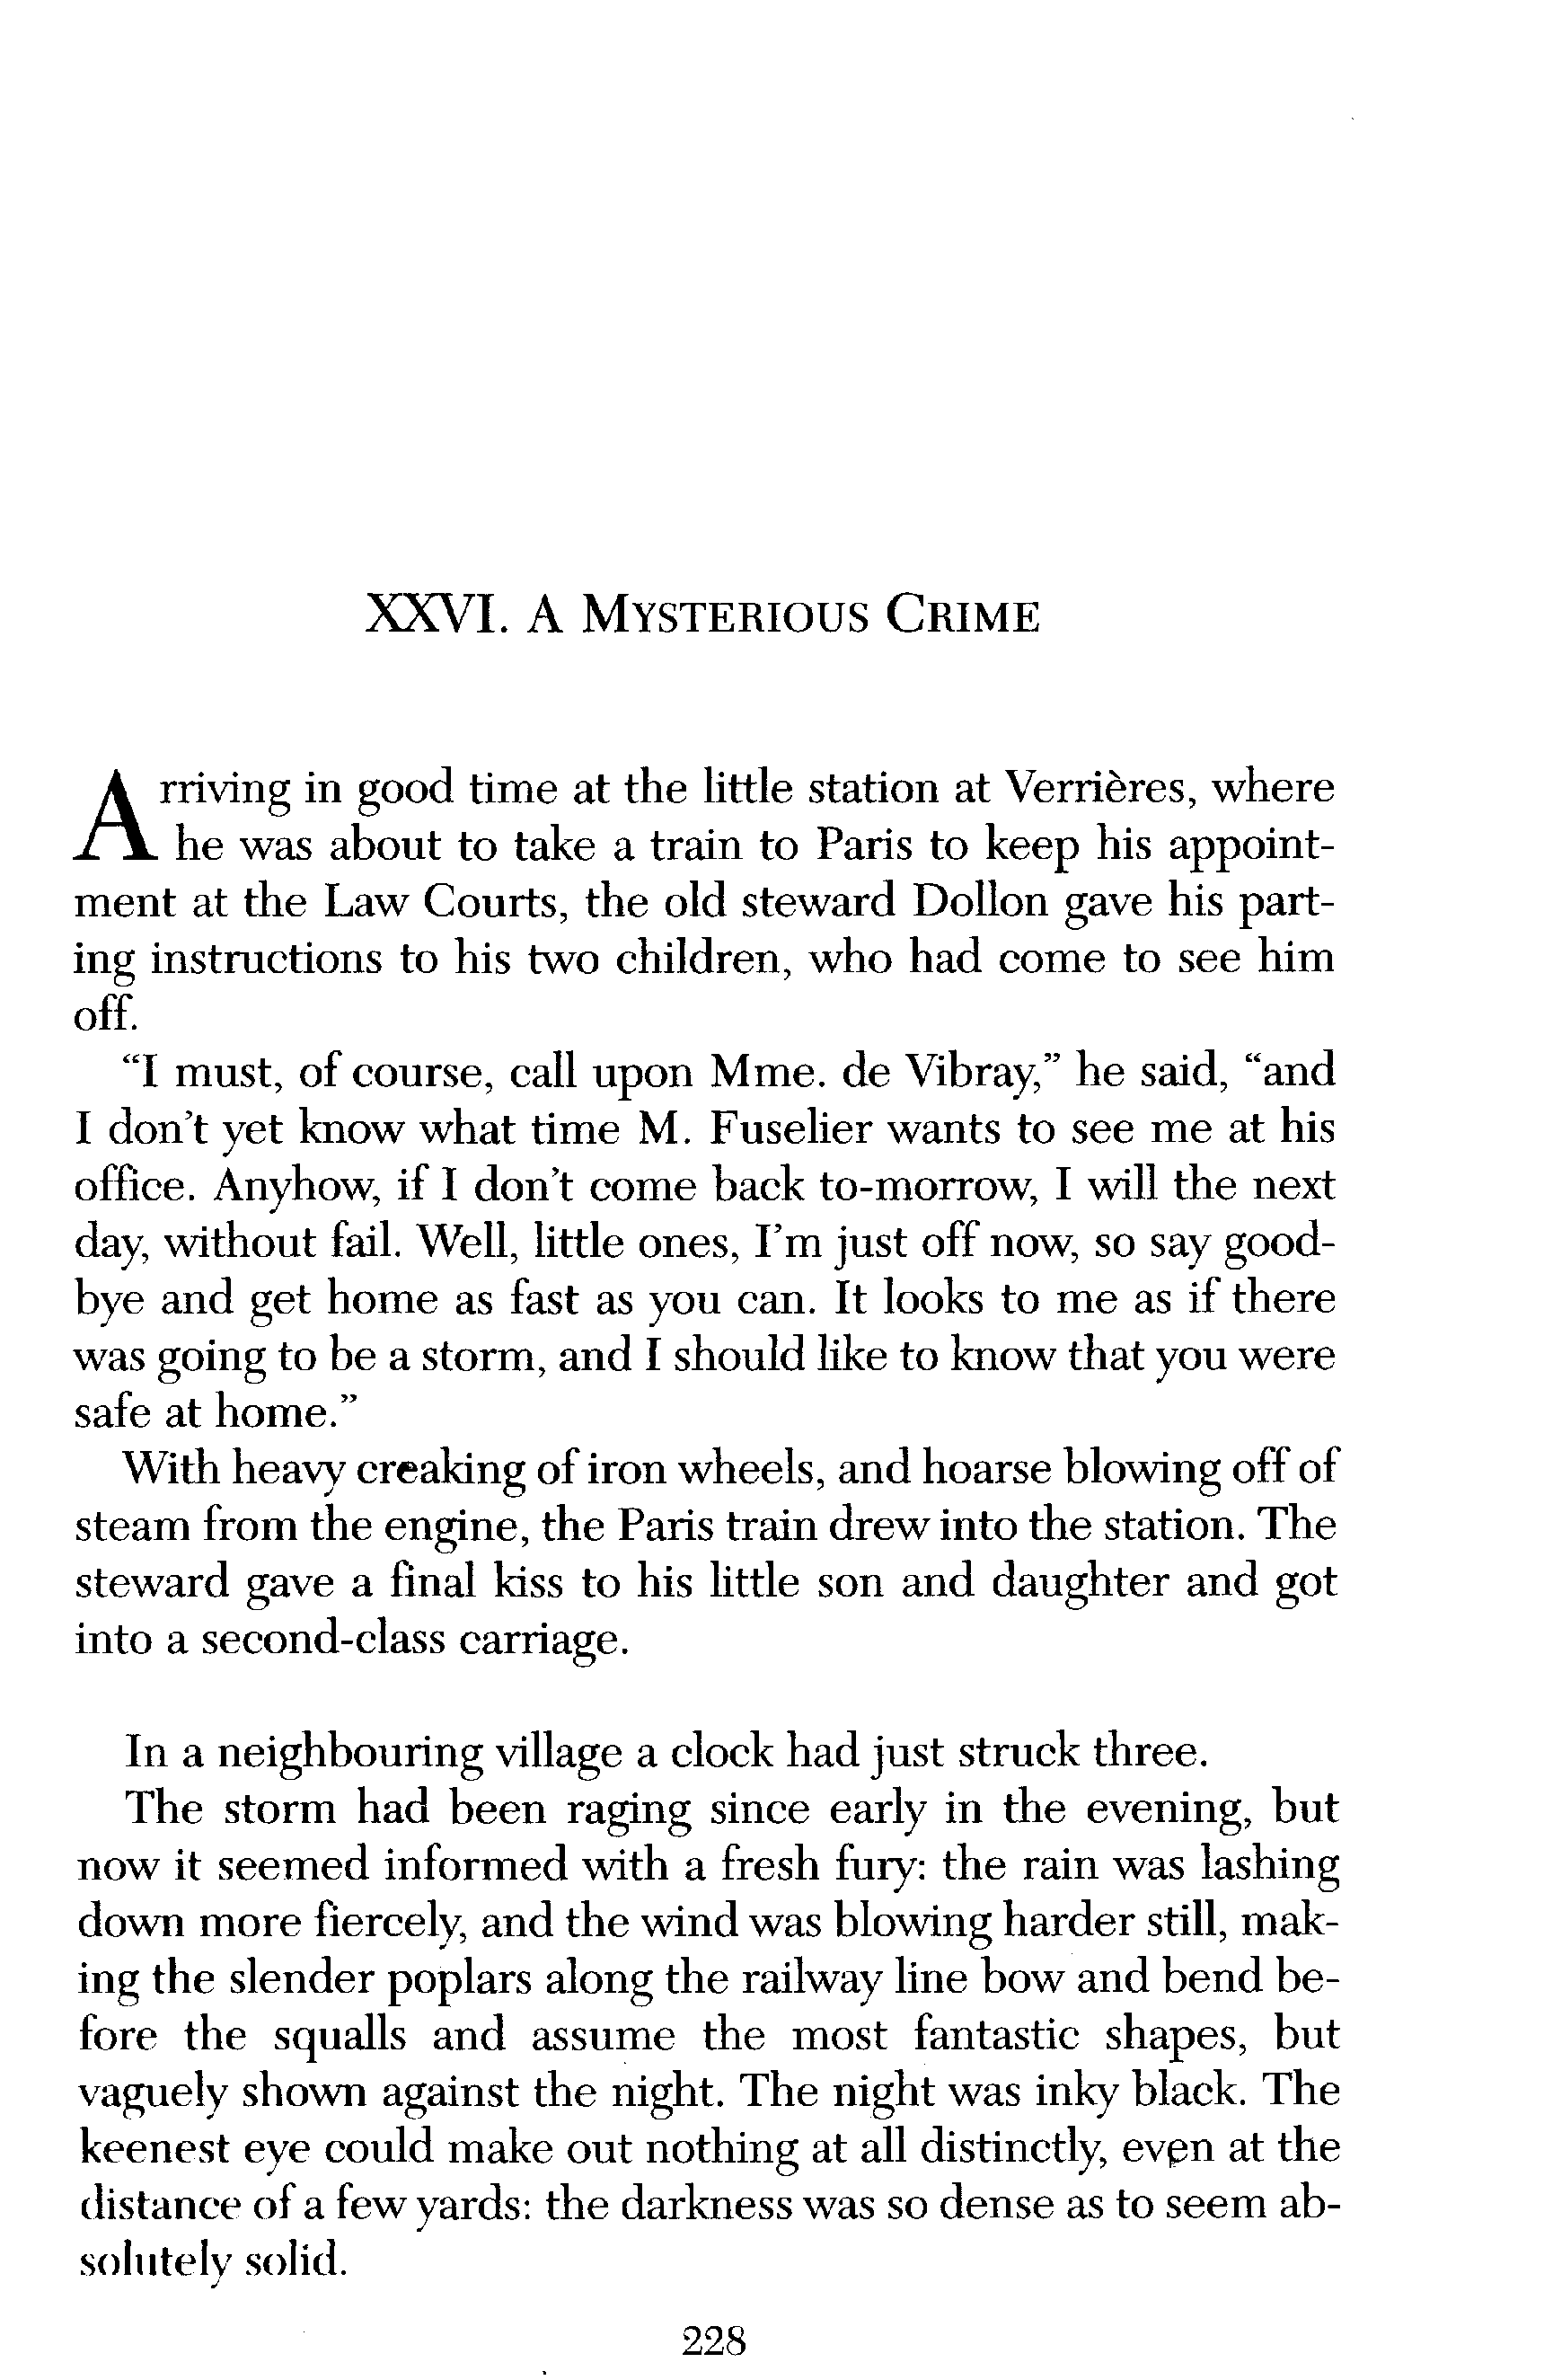 XXVI. A MYSTERIOUS CRIME
Arriving in good time at the little station at Verrières, where
he was about to take a train to Paris to keep his appoint-
ment at the Law Courts, the old steward Dollon gave his part-
ing instructions to his two children, who had come to see him
off.
“I must, of course, call upon Mme. de Vibray,” he said, “and
I don’t yet know what time M. Fuselier wants to see me at his
office. Anyhow, if I don’t come back to-morrow, I will the next
day, without fail. Well, little ones, I’m just off now, so say good-
bye and get home as fast as you can. It looks to me as if there
was going to be a storm, and I should like to know that you were
safe at home.”
With heavy creaking of iron wheels, and hoarse blowing off of
steam from the engine, the Paris train drew into the station. The
steward gave a final kiss to his little son and daughter and got
into a second-class carriage.
In a neighbouring village a clock had just struck three.
The storm had been raging since early in the evening, but
now it seemed informed with a fresh fury: the rain was lashing
down more fiercely, and the wind was blowing harder still, mak-
ing the slender poplars along the railway line bow and bend be-
fore the squalls and assume the most fantastic shapes, but
vaguely shown against the night. The night was inky black. The
keenest eye could make out nothing at all distinctly, even at the
distance of a few yards: the darkness was so dense as to seem ab-
solutely solid.
228